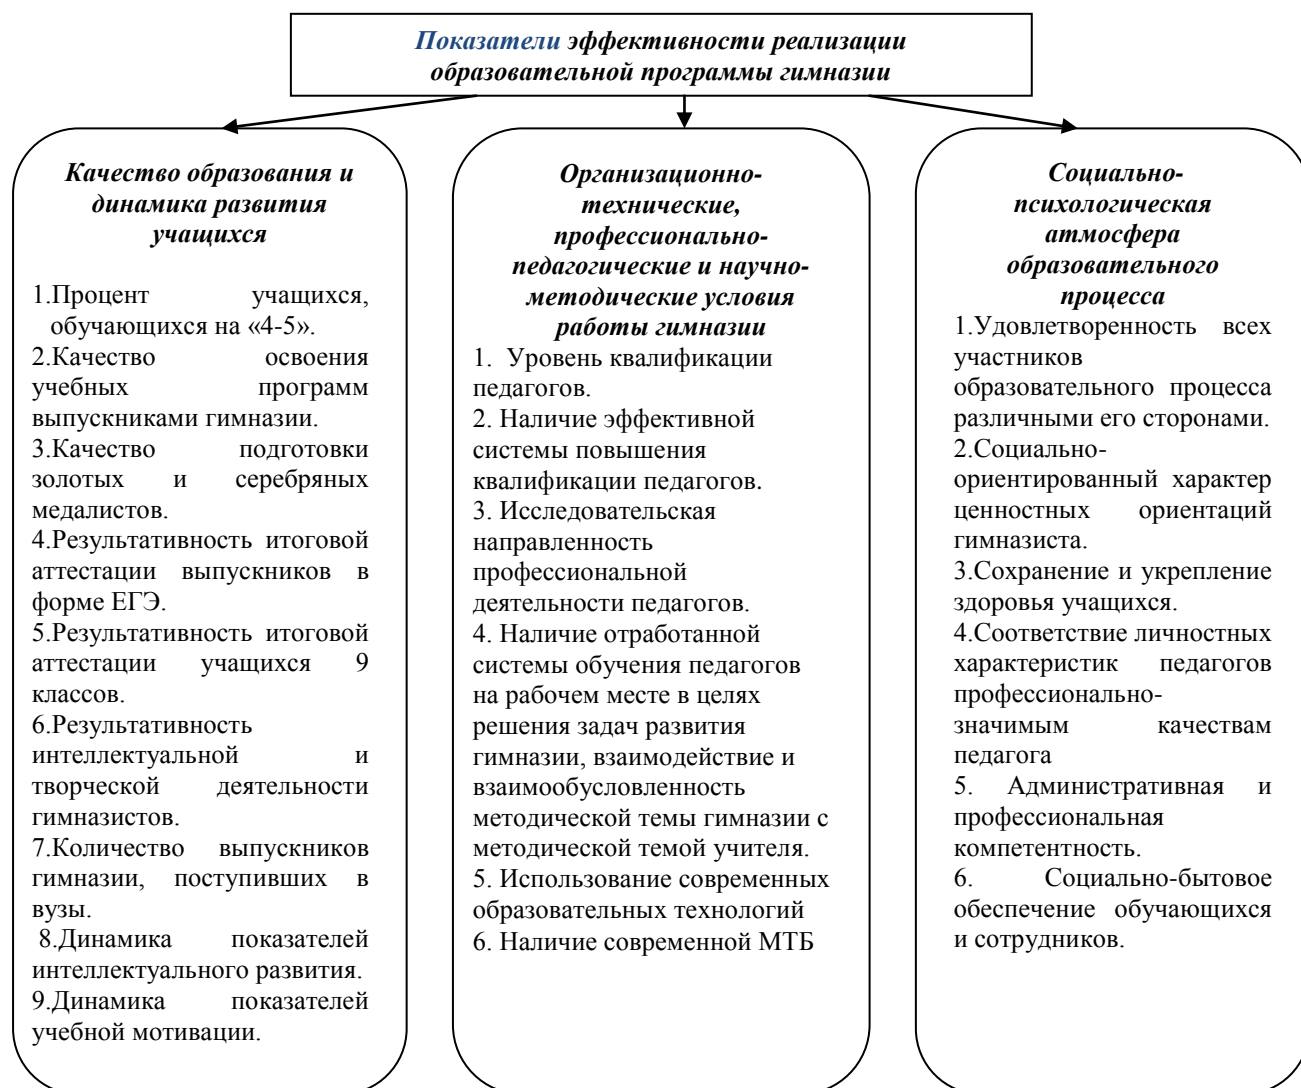 Показатели эффективности реализации
образовательной программы гимназии
Качество образования и
динамика развития
учащихся
1.Процент учащихся,
обучающихся на «4-5».
2.Качество освоения
учебных программ
выпускниками гимназии.
3.Качество подготовки
золотых и серебряных
медалистов.
4.Результативность итоговой
аттестации выпускников в
форме ЕГЭ.
5.Результативность итоговой
аттестации учащихся 9
классов.
6.Результативность
интеллектуальной и
творческой деятельности
гимназистов.
7.Количество выпускников
гимназии, поступивших в
вузы.
8.Динамика показателей
интеллектуального развития.
9.Динамика показателей
учебной мотивации.
Организационно-
технические,
профессионально-
педагогические и научно-
методические условия
работы гимназии
1. Уровень квалификации
педагогов.
2. Наличие эффективной
системы повышения
квалификации педагогов.
3. Исследовательская
направленность
профессиональной
деятельности педагогов.
4. Наличие отработанной
системы обучения педагогов
на рабочем месте в целях
решения задач развития
гимназии, взаимодействие и
взаимообусловленность
методической темы гимназии с
методической темой учителя.
5. Использование современных
образовательных технологий
6. Наличие современной МТБ
Социально-
психологическая
атмосфера
образовательного
процесса
1.Удовлетворенность всех
участников
образовательного процесса
различными его сторонами.
2.Социально-
ориентированный характер
ценностных ориентаций
гимназиста.
3.Сохранение и укрепление
здоровья учащихся.
4.Соответствие личностных
характеристик педагогов
профессионально-
значимым качествам
педагога
5. Административная и
профессиональная
компетентность.
6. Социально-бытовое
обеспечение обучающихся
и сотрудников.